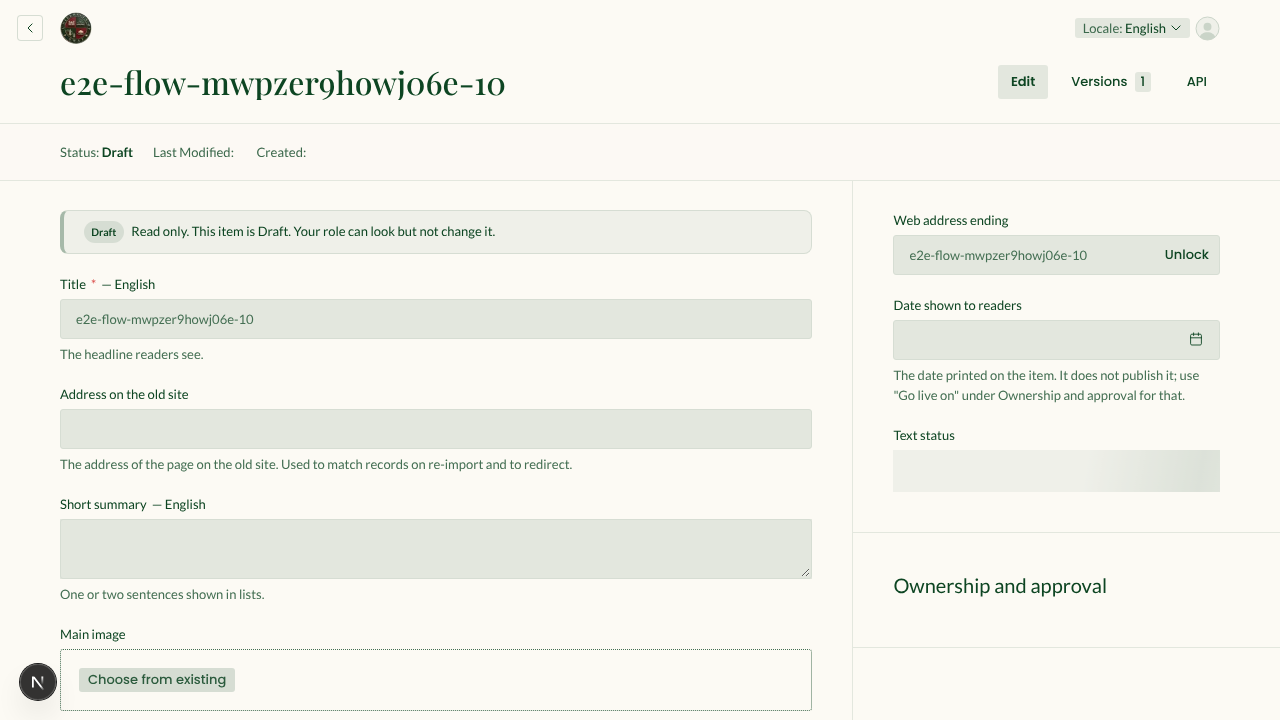 Locale: English
e2e-flow-mwpzer9howj06e-10
Edit
Versions 1
API
Status: Draft
Last Modified:
Created:
Draft Read only. This item is Draft. Your role can look but not change it.
Title * — English
e2e-flow-mwpzer9howj06e-10
The headline readers see.
Address on the old site
The address of the page on the old site. Used to match records on re-import and to redirect.
Short summary — English
One or two sentences shown in lists.
Main image
Choose from existing
N
Web address ending
e2e-flow-mwpzer9howj06e-10
Unlock
Date shown to readers
The date printed on the item. It does not publish it; use
"Go live on" under Ownership and approval for that.
Text status
Ownership and approval